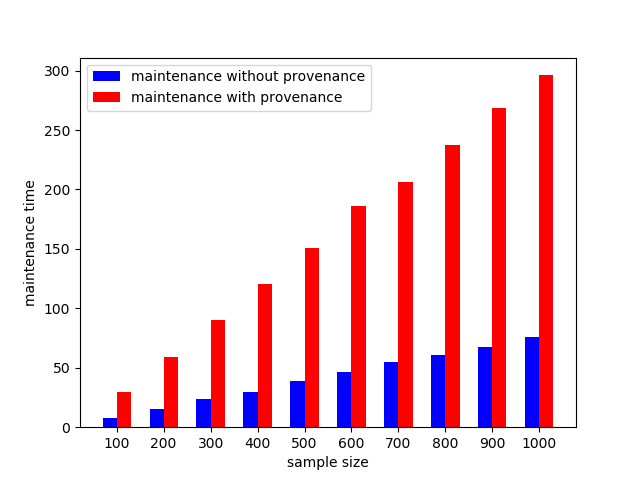 maintenance without provenance
maintenance with provenance
300
250
200
150
100
50
0
maintenance time
100 200 300 400 500 600 700 800 900 1000
sample size